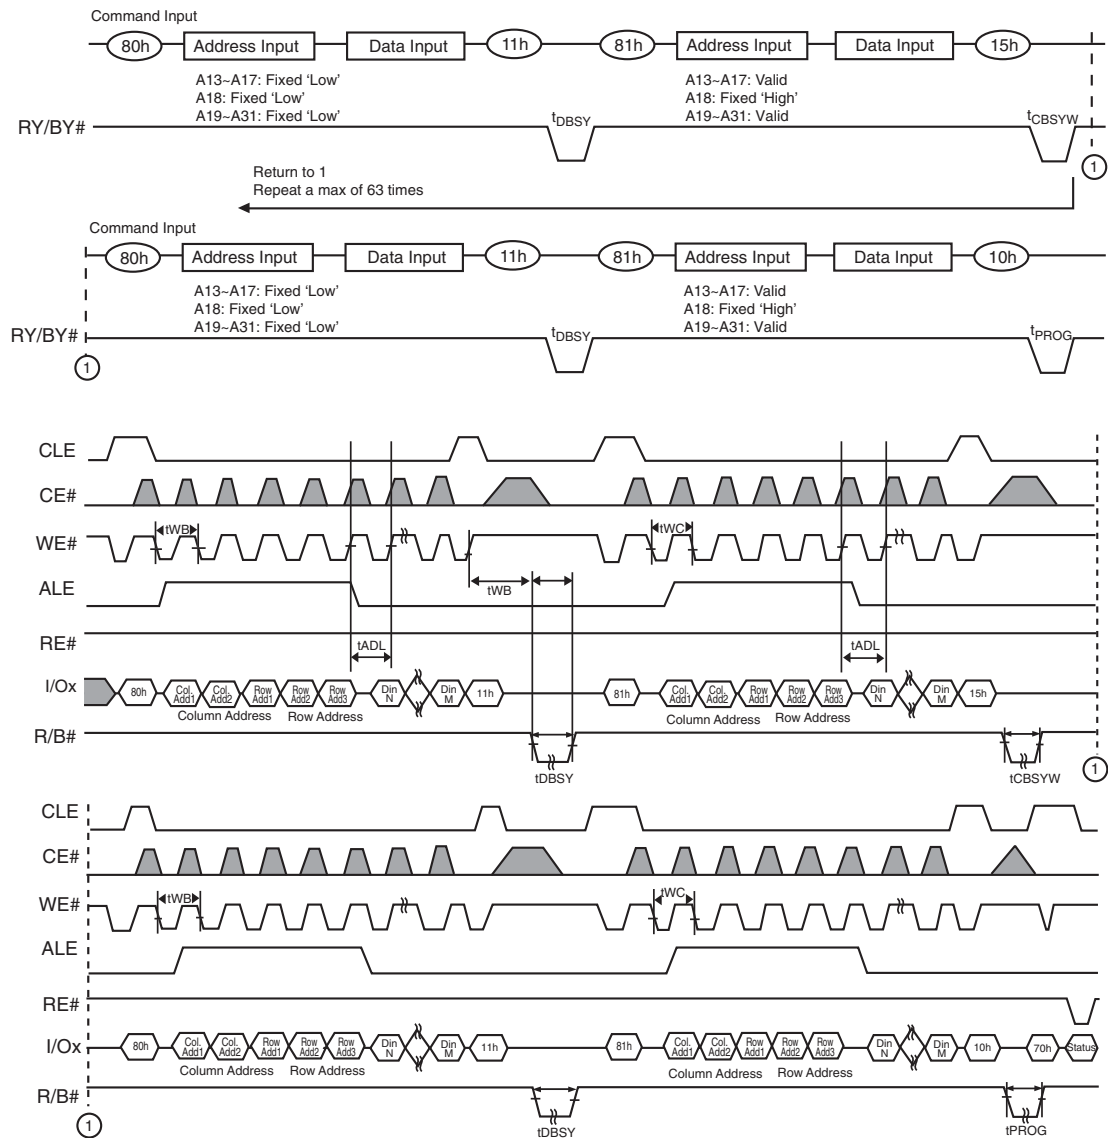 Command Input
80h Address Input Data Input 11h 81h Address Input Data Input 15h
A13~A17: Fixed 'Low' A13~A17: Valid
A18: Fixed 'Low' A18: Fixed 'High'
A19~A31: Fixed 'Low' A19~A31: Valid
RY/BY# tDBSY tCBSYW
1
Return to 1
Repeat a max of 63 times
Command Input
80h Address Input Data Input 11h 81h Address Input Data Input 10h
A13~A17: Fixed 'Low' A13~A17: Valid
A18: Fixed 'Low' A18: Fixed 'High'
A19~A31: Fixed 'Low' A19~A31: Valid
RY/BY# tDBSY tPROG
1
CLE
CE#
WE# tWB tWC
ALE tWB
RE# tADL tADL
I/Ox 80h Col. Add1 Col. Add2 Row Add1 Row Add2 Row Add3 Din N Din M 11h 81h Col. Add1 Col. Add2 Row Add1 Row Add2 Row Add3 Din N Din M 15h
Column Address Row Address Column Address Row Address
R/B# tDBSY tCBSYW
1
CLE
CE#
WE# tWB tWC
ALE
RE#
I/Ox 80h Col. Add1 Col. Add2 Row Add1 Row Add2 Row Add3 Din N Din M 11h 81h Col. Add1 Col. Add2 Row Add1 Row Add2 Row Add3 Din N Din M 10h 70h Status
Column Address Row Address Column Address Row Address
R/B# tDBSY tPROG
1